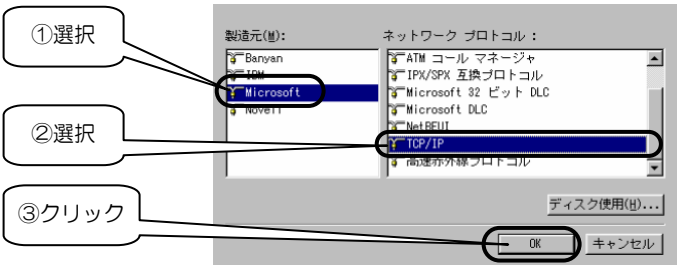 ①選択
②選択
③クリック
製造元(M):
Banyan
IBM
Microsoft
Novell
ネットワーク プロトコル :
ATM コール マネージャ
IPX/SPX 互換プロトコル
Microsoft 32 ビット DLC
Microsoft DLC
NetBEUI
TCP/IP
高速赤外線プロトコル
ディスク使用(H)...
OK
キャンセル